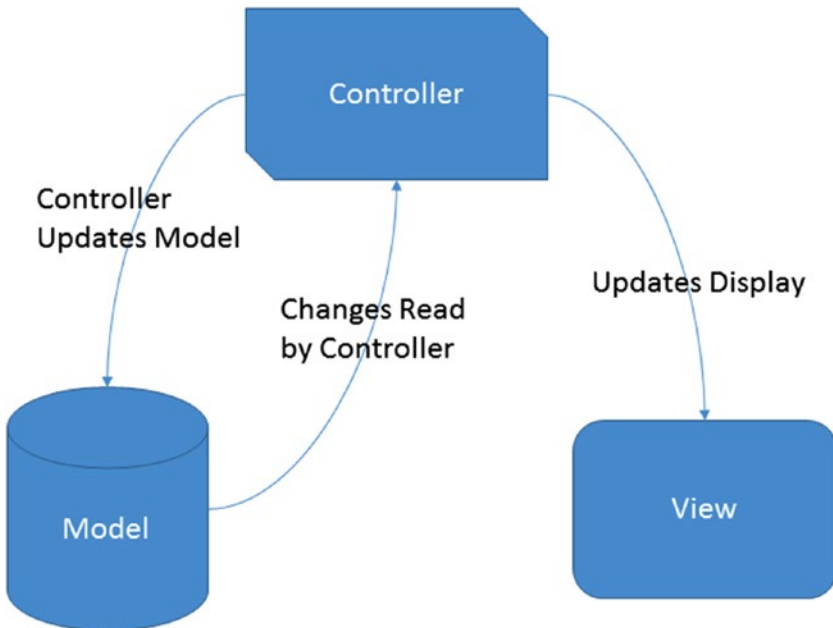 Controller
Controller
Updates Model
Changes Read
by Controller
Updates Display
Model
View